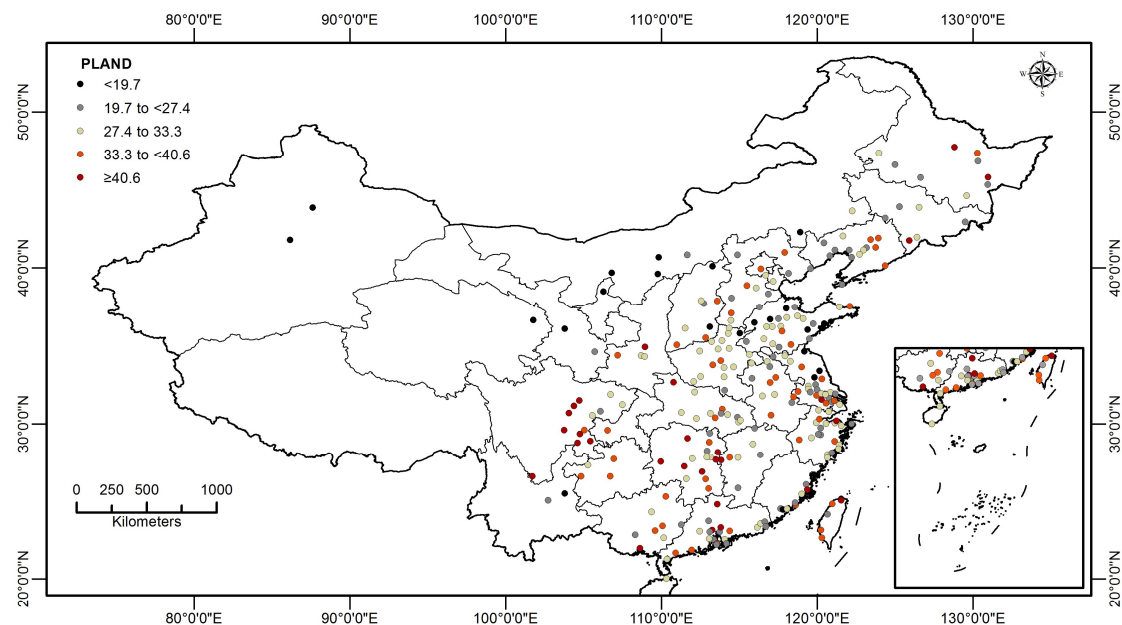 80°0'0"E 90°0'0"E 100°0'0"E 110°0'0"E 120°0'0"E 130°0'0"E
PLAND
<19.7
19.7 to <27.4
27.4 to 33.3
33.3 to <40.6
≥40.6
N
W E
S
50°0'0"N 50°0'0"N
40°0'0"N 40°0'0"N
30°0'0"N 30°0'0"N
20°0'0"N 20°0'0"N
0 250 500 1000
Kilometers
80°0'0"E 90°0'0"E 100°0'0"E 110°0'0"E 120°0'0"E 130°0'0"E